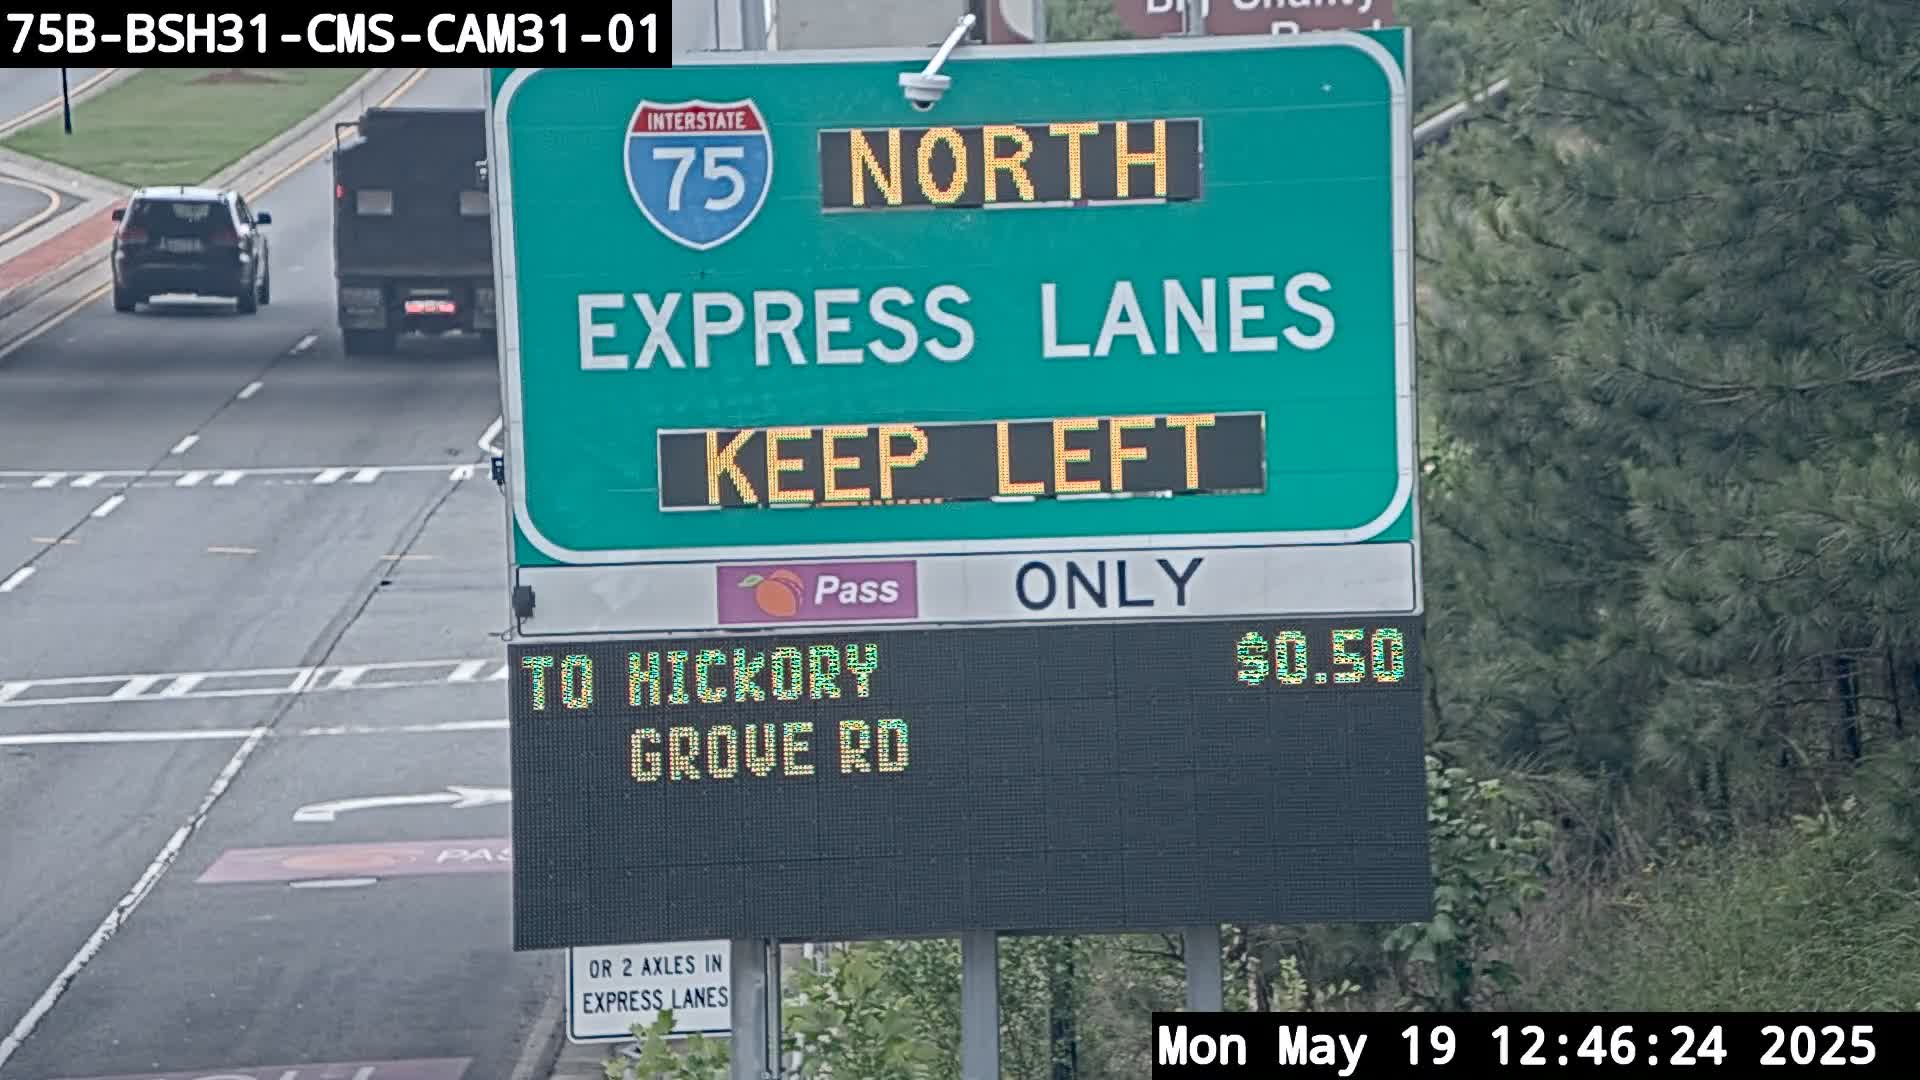 75B-BSH31-CMS-CAM31-01
INTERSTATE
75
NORTH
EXPRESS LANES
KEEP LEFT
Pass ONLY
TO HICKORY $0.50
GROVE RD
OR 2 AXLES IN
EXPRESS LANES
Mon May 19 12:46:24 2025